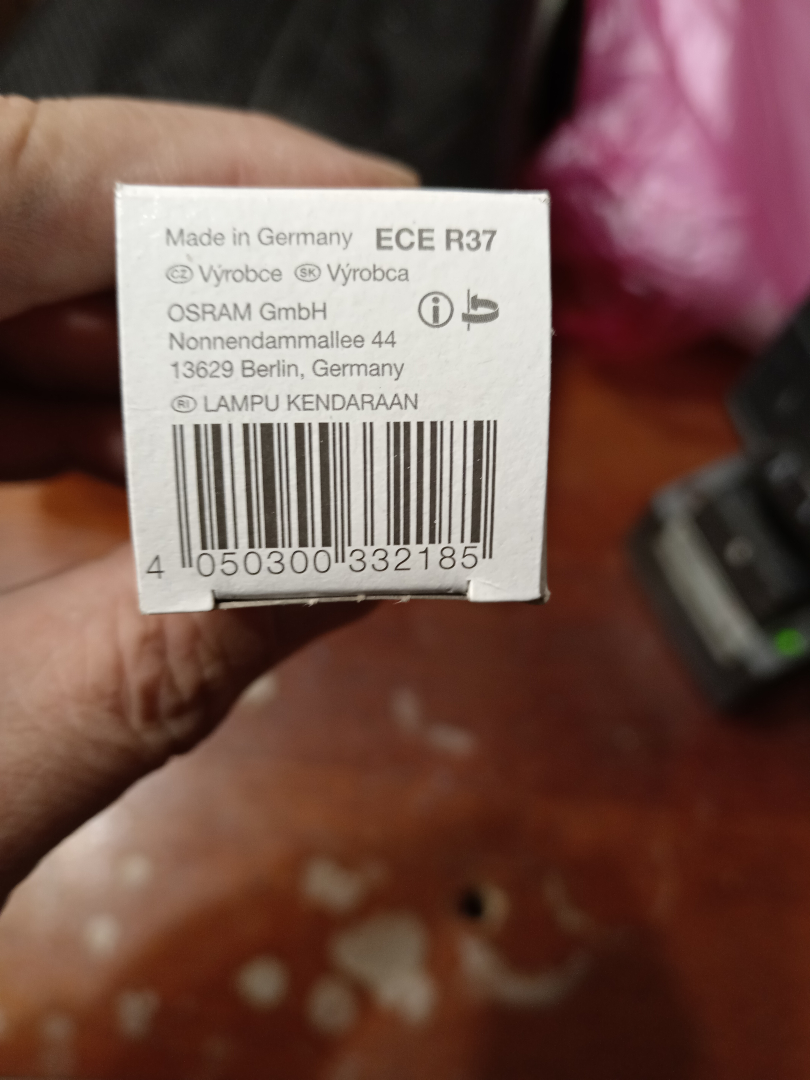 Made in Germany ECE R37
CZ Výrobce SK Výrobca
OSRAM GmbH
Nonnendammallee 44
13629 Berlin, Germany
RI LAMPU KENDARAAN
4 050300 332185